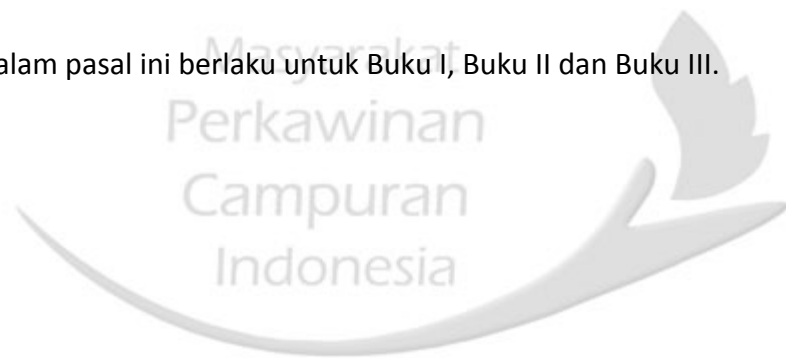 alam pasal ini berlaku untuk Buku I, Buku II dan Buku III.
Masyarakat
Perkawinan
Campuran
Indonesia